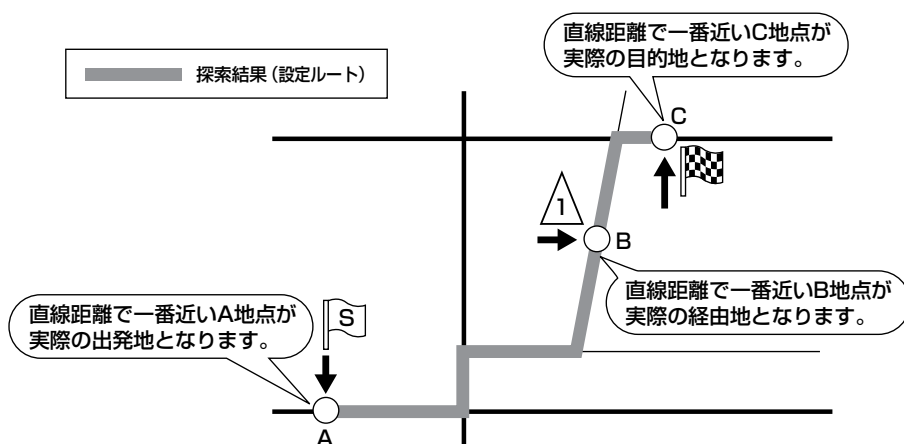 直線距離で一番近いC地点が
実際の目的地となります。
探索結果（設定ルート）
C
1
B
直線距離で一番近いB地点が
実際の経由地となります。
直線距離で一番近いA地点が
実際の出発地となります。
S
A